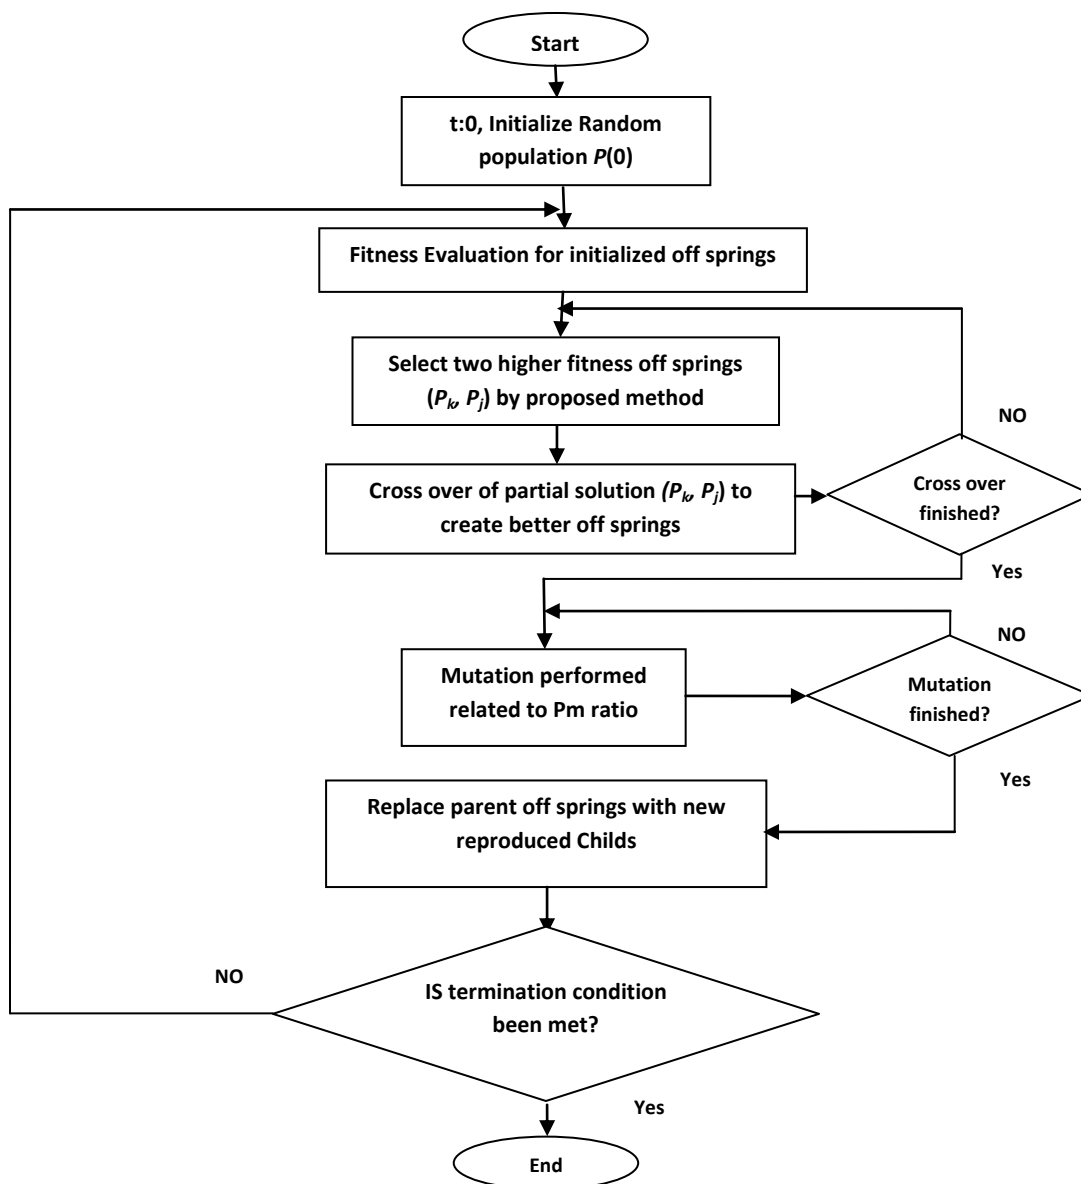 Start
t:0, Initialize Random
population P(0)
Fitness Evaluation for initialized off springs
Select two higher fitness off springs
(Pk, Pj) by proposed method
NO
Cross over of partial solution (Pk, Pj) to
create better off springs
Cross over
finished?
Yes
NO
Mutation performed
related to Pm ratio
Mutation
finished?
Yes
Replace parent off springs with new
reproduced Childs
NO
IS termination condition
been met?
Yes
End